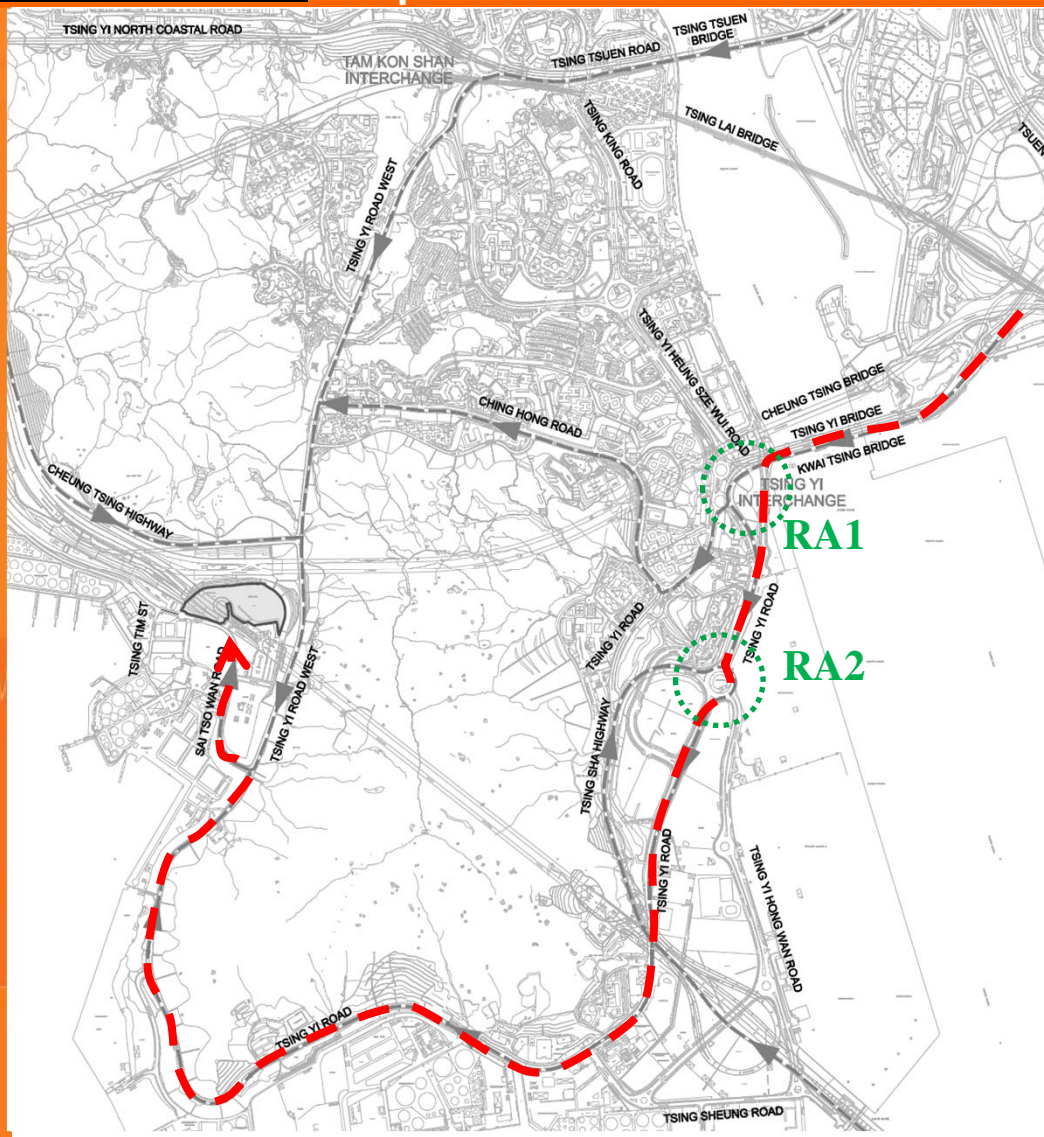 TSING YI NORTH COASTAL ROAD
TSING TSUEN
BRIDGE
TSING TSUEN ROAD
TAM KON SHAN
INTERCHANGE
TSING LAI BRIDGE
TSUEN
TSING KING ROAD
TSING YI ROAD WEST
TSING YI HEUNG SZE WUI ROAD
CHEUNG TSING BRIDGE
TSING YI BRIDGE
KWAI TSING BRIDGE
CHING HONG ROAD
TSING YI
INTERCHANGE
RA1
CHEUNG TSING HIGHWAY
TSING YI ROAD
TSING YI ROAD
TSING TIM ST
RA2
SAI TSO WAN ROAD
TSING YI ROAD WEST
TSING SHA HIGHWAY
TSING YI ROAD
TSING YI HONG WAN ROAD
TSING YI ROAD
TSING SHEUNG ROAD